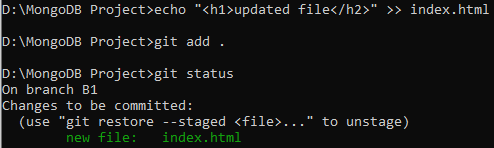 D:\MongoDB Project>echo "<h1>updated file</h2>" >> index.html
D:\MongoDB Project>git add .
D:\MongoDB Project>git status
On branch B1
Changes to be committed:
  (use "git restore --staged <file>..." to unstage)
        new file:   index.html